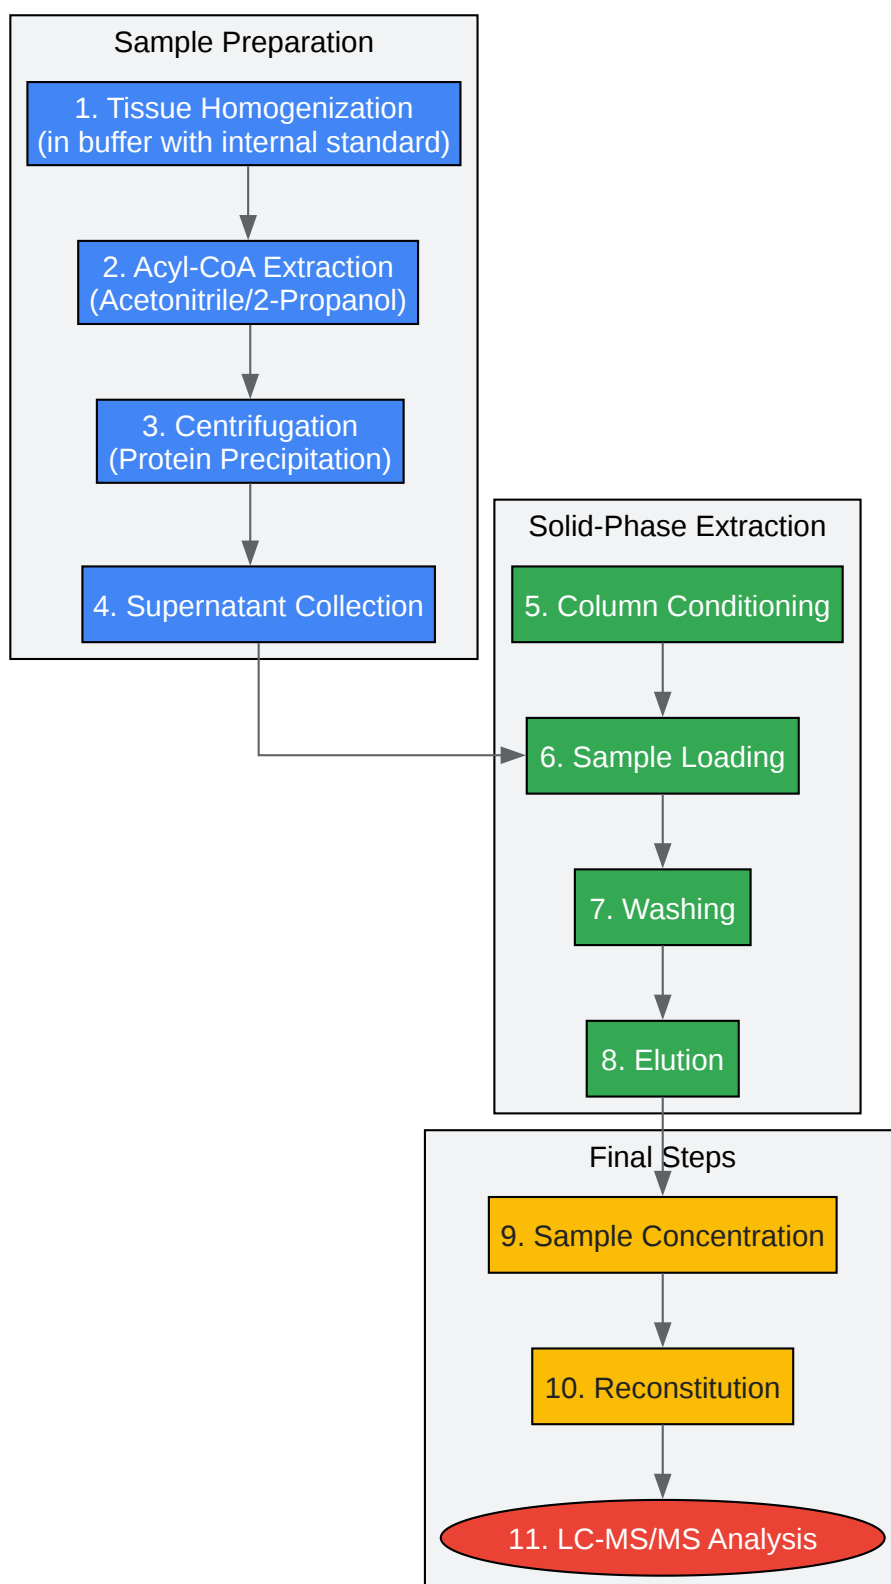 Sample Preparation
1. Tissue Homogenization
(in buffer with internal standard)
2. Acyl-CoA Extraction
(Acetonitrile/2-Propanol)
3. Centrifugation
(Protein Precipitation)
4. Supernatant Collection
Solid-Phase Extraction
5. Column Conditioning
6. Sample Loading
7. Washing
8. Elution
Final Steps
9. Sample Concentration
10. Reconstitution
11. LC-MS/MS Analysis